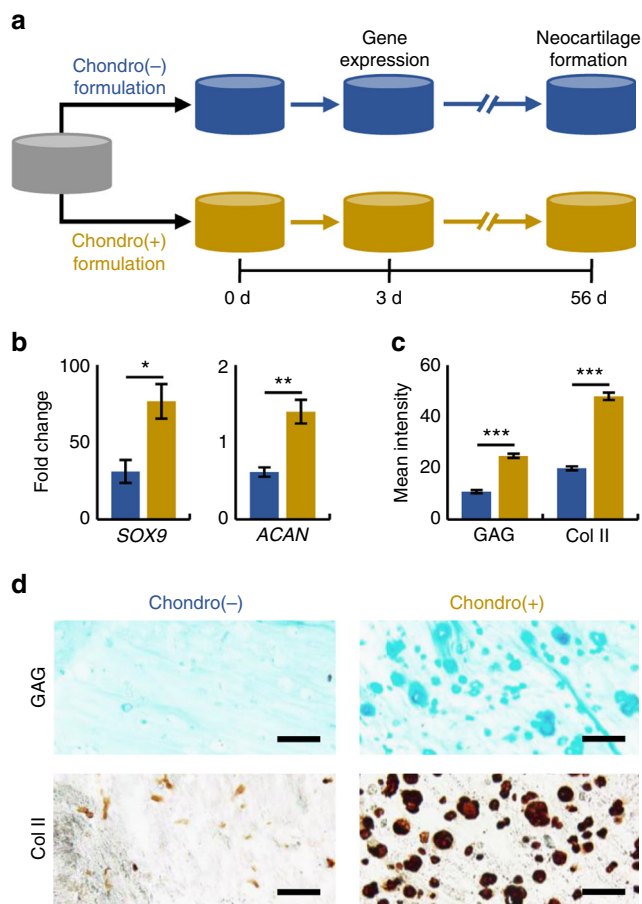 a
Gene
expression
Neocartilage
formation
Chondro(–)
formulation
Chondro(+)
formulation
0 d
3 d
56 d
b
Fold change
100
50
0
*
SOX9
2
1
0
**
ACAN
c
Mean intensity
60
40
20
0
***
***
GAG
Col II
d
Chondro(–)
Chondro(+)
GAG
Col II